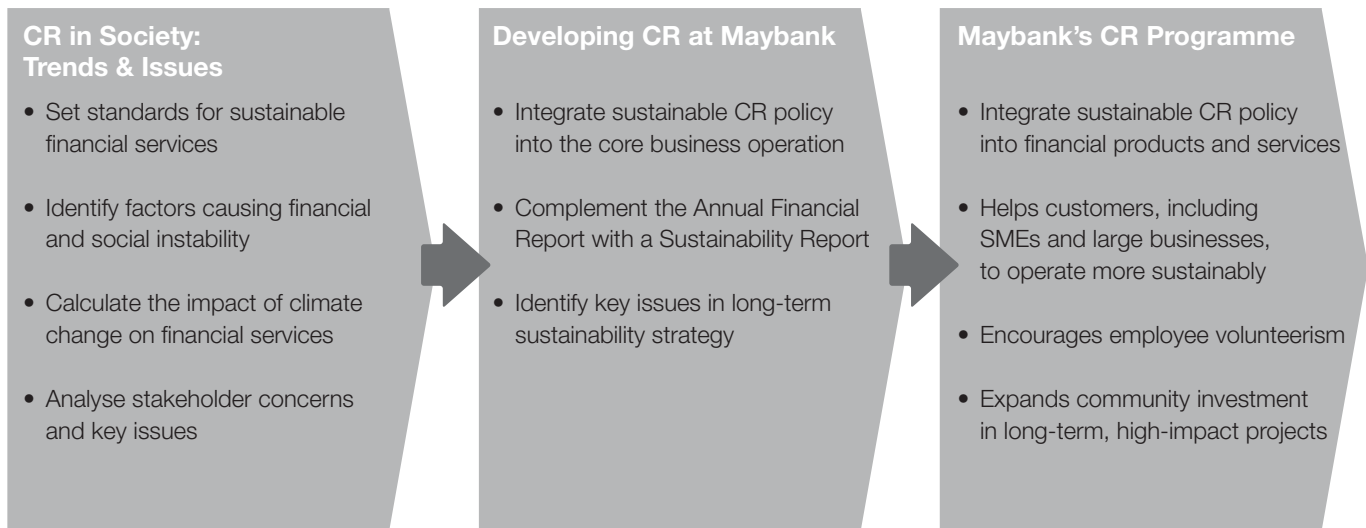 CR in Society:
Trends & Issues
• Set standards for sustainable
financial services
• Identify factors causing financial
and social instability
• Calculate the impact of climate
change on financial services
• Analyse stakeholder concerns
and key issues
Developing CR at Maybank
• Integrate sustainable CR policy
into the core business operation
• Complement the Annual Financial
Report with a Sustainability Report
• Identify key issues in long-term
sustainability strategy
Maybank’s CR Programme
• Integrate sustainable CR policy
into financial products and services
• Helps customers, including
SMEs and large businesses,
to operate more sustainably
• Encourages employee volunteerism
• Expands community investment
in long-term, high-impact projects